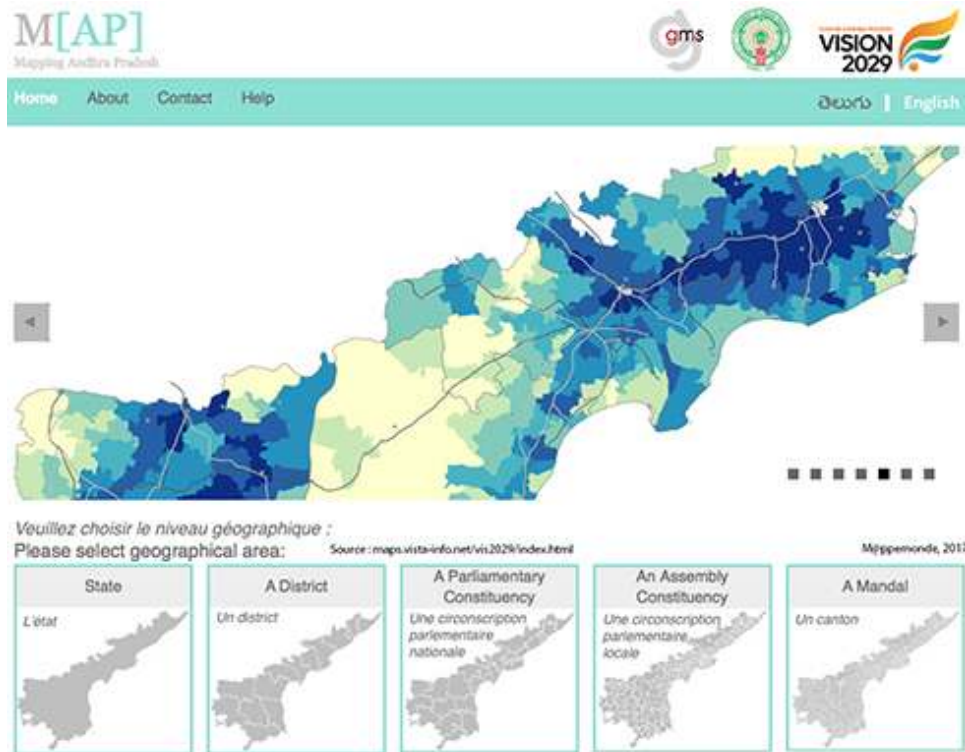 M[AP]
Mapping Andhra Pradesh
gms
VISION
2029
Home About Contact Help
తెలుగు | English
Veuillez choisir le niveau géographique :
Please select geographical area:
Source : maps.vista-info.net/vis2029/index.html
M@ppemonde, 2017
State
L'état
A District
Un district
A Parliamentary
Constituency
Une circonscription
parlementaire
nationale
An Assembly
Constituency
Une circonscription
parlementaire
locale
A Mandal
Un canton